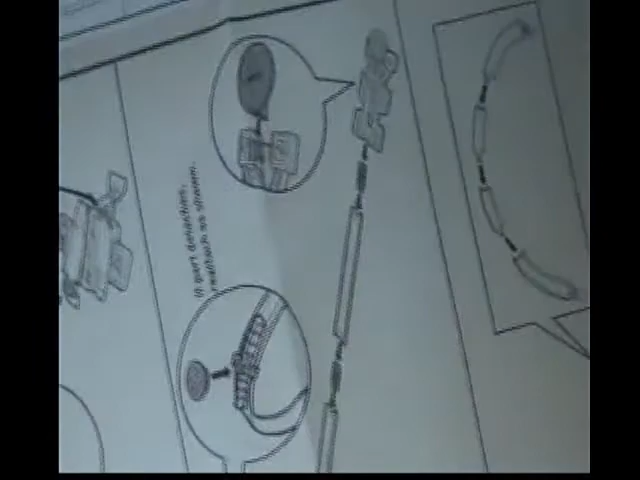 If part detaches,
reattach as shown.